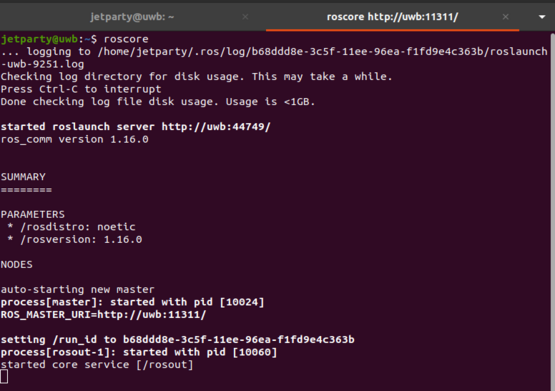 jetparty@uwb: ~
roscore http://uwb:11311/
jetparty@uwb:~$ roscore
... logging to /home/jetparty/.ros/log/b68ddd8e-3c5f-11ee-96ea-f1fd9e4c363b/roslaunch
-uwb-9251.log
Checking log directory for disk usage. This may take a while.
Press Ctrl-C to interrupt
Done checking log file disk usage. Usage is <1GB.
started roslaunch server http://uwb:44749/
ros_comm version 1.16.0
SUMMARY
========
PARAMETERS
* /rosdistro: noetic
* /rosversion: 1.16.0
NODES
auto-starting new master
process[master]: started with pid [10024]
ROS_MASTER_URI=http://uwb:11311/
setting /run_id to b68ddd8e-3c5f-11ee-96ea-f1fd9e4c363b
process[rosout-1]: started with pid [10060]
started core service [/rosout]